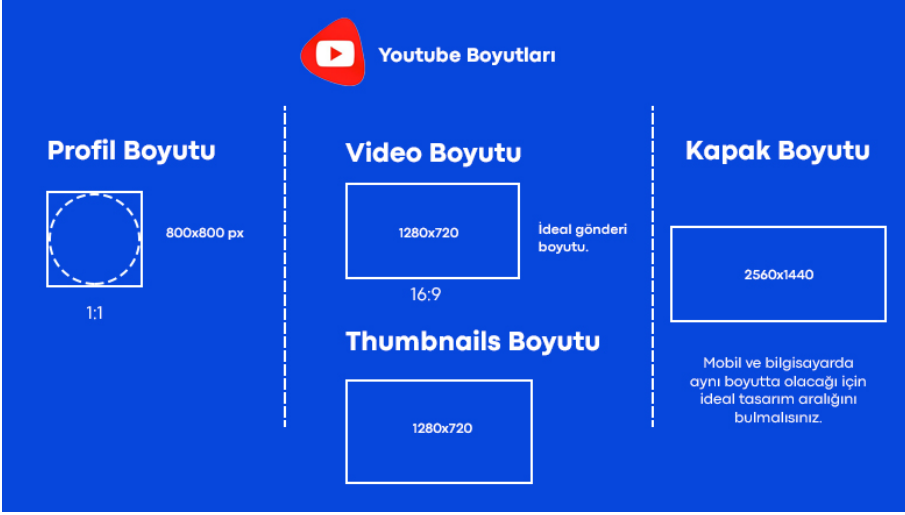 Youtube Boyutları
Profil Boyutu
800x800 px
1:1
Video Boyutu
1280x720
İdeal gönderi
boyutu.
16:9
Thumbnails Boyutu
1280x720
Kapak Boyutu
2560x1440
Mobil ve bilgisayarda
aynı boyutta olacağı için
ideal tasarım aralığını
bulmalısınız.